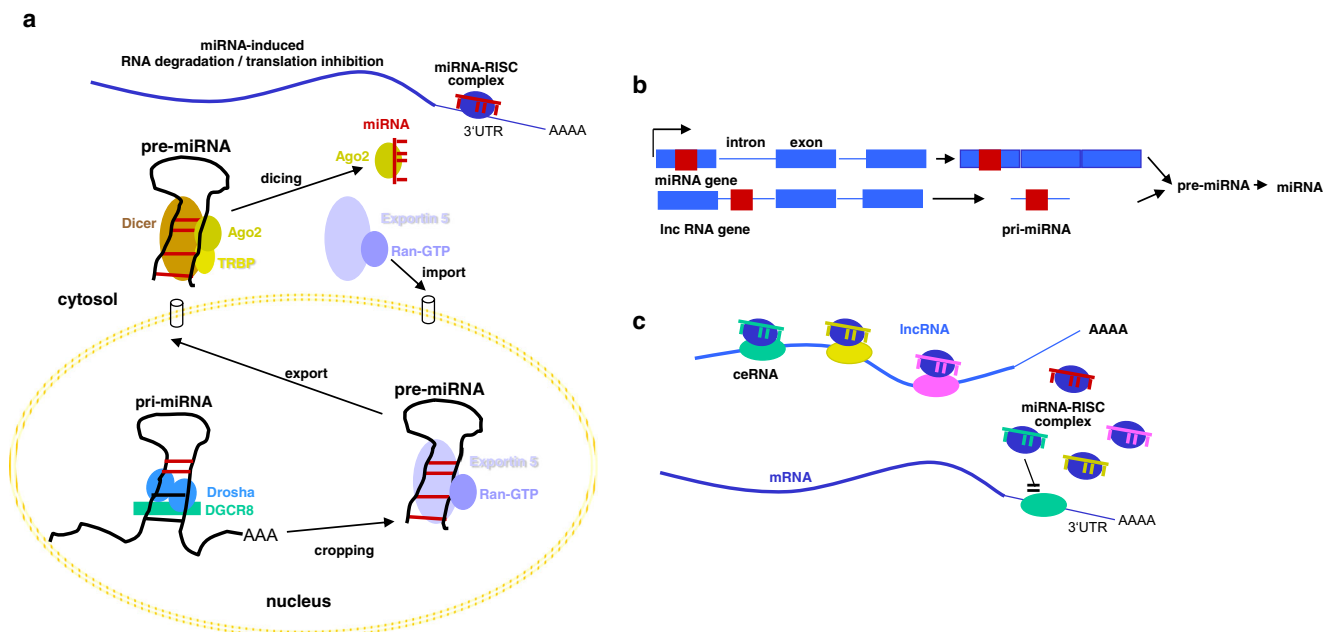 a
miRNA-induced
RNA degradation / translation inhibition
miRNA-RISC
complex
3'UTR
AAAA
pre-miRNA
miRNA
Ago2
dicing
Dicer
Ago2
TRBP
Exportin 5
Ran-GTP
import
cytosol
export
pri-miRNA
pre-miRNA
Drosha
DGCR8
AAA
Exportin 5
Ran-GTP
cropping
nucleus
b
intron
exon
miRNA gene
pre-miRNA
miRNA
lnc RNA gene
pri-miRNA
c
lncRNA
AAAA
ceRNA
miRNA-RISC
complex
mRNA
3'UTR
AAAA